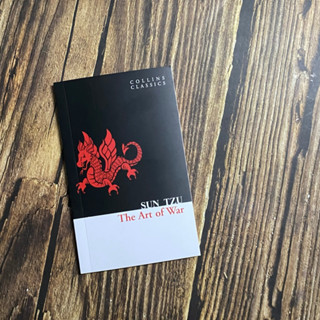 COLLINS
CLASSICS
SUN TZU
The Art of War